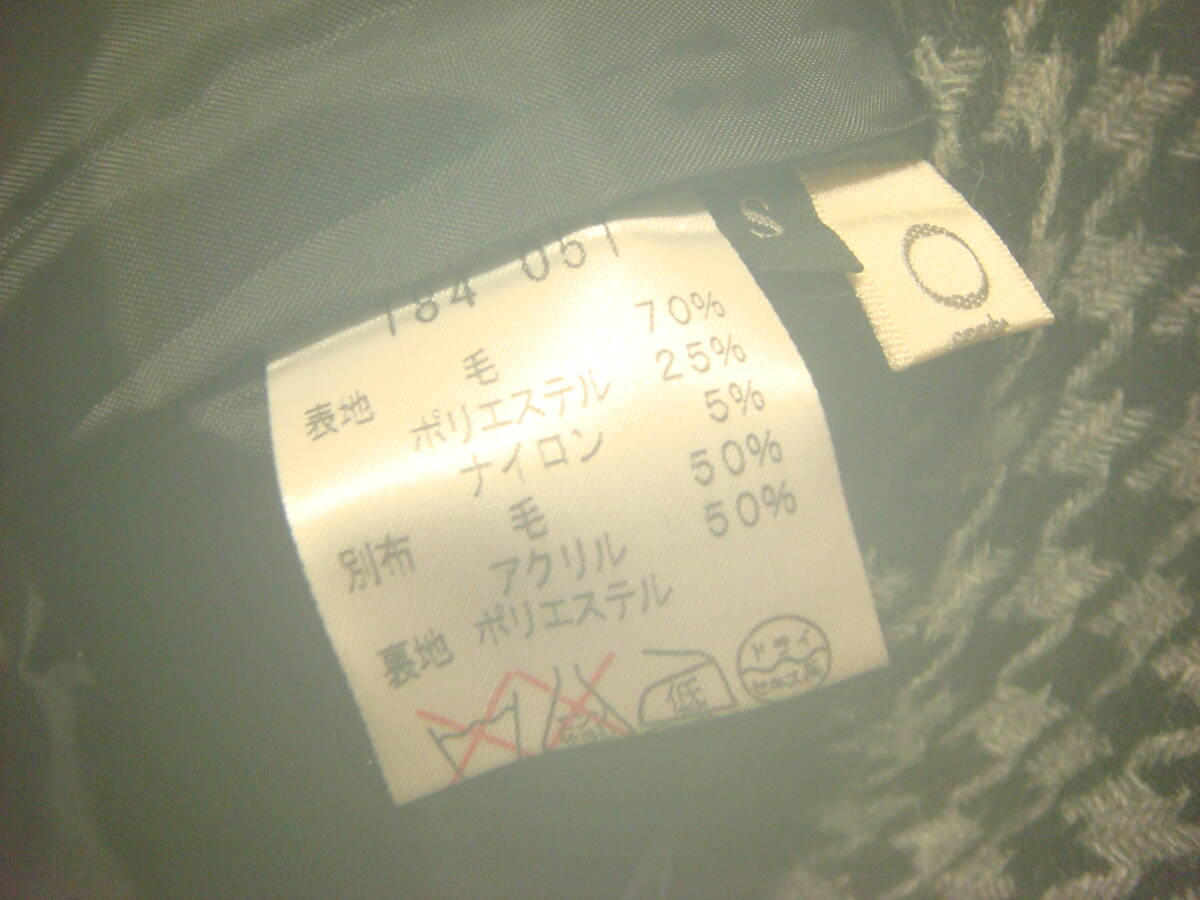 S
184 051
表地 毛 70%
ポリエステル 25%
ナイロン 5%
別布 毛 50%
アクリル 50%
裏地 ポリエステル
低
ドライ